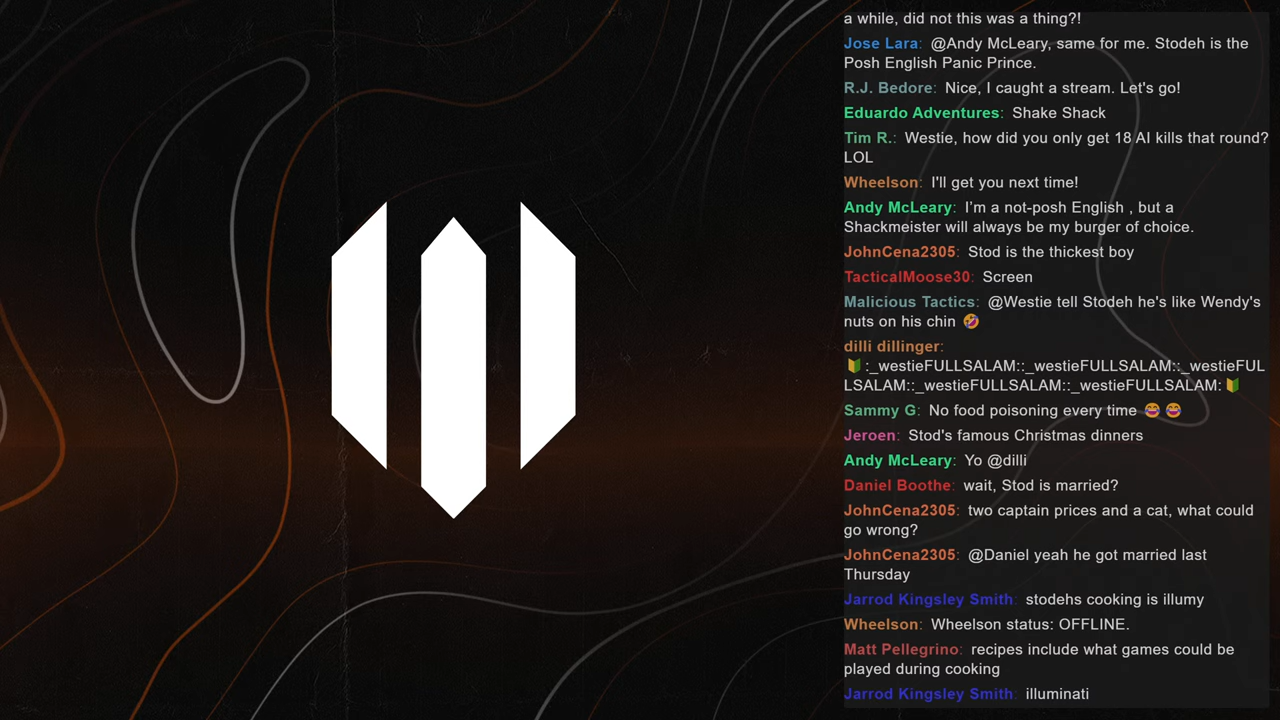 a while, did not this was a thing?!
Jose Lara: @Andy McLeary, same for me. Stodeh is the
Posh English Panic Prince.
R.J. Bedore: Nice, I caught a stream. Let's go!
Eduardo Adventures: Shake Shack
Tim R.: Westie, how did you only get 18 AI kills that round?
LOL
Wheelson: I'll get you next time!
Andy McLeary: I'm a not-posh English , but a
Shackmeister will always be my burger of choice.
JohnCena2305: Stod is the thickest boy
TacticalMoose30: Screen
Malicious Tactics: @Westie tell Stodeh he's like Wendy's
nuts on his chin 🤣
dilli dillinger:
🔰:_westieFULLSALAM::_westieFULLSALAM::_westieFUL
LSALAM::_westieFULLSALAM::_westieFULLSALAM:🔰
Sammy G: No food poisoning every time 😂 😂
Jeroen: Stod's famous Christmas dinners
Andy McLeary: Yo @dilli
Daniel Boothe: wait, Stod is married?
JohnCena2305: two captain prices and a cat, what could
go wrong?
JohnCena2305: @Daniel yeah he got married last
Thursday
Jarrod Kingsley Smith: stodehs cooking is illumy
Wheelson: Wheelson status: OFFLINE.
Matt Pellegrino: recipes include what games could be
played during cooking
Jarrod Kingsley Smith: illuminati